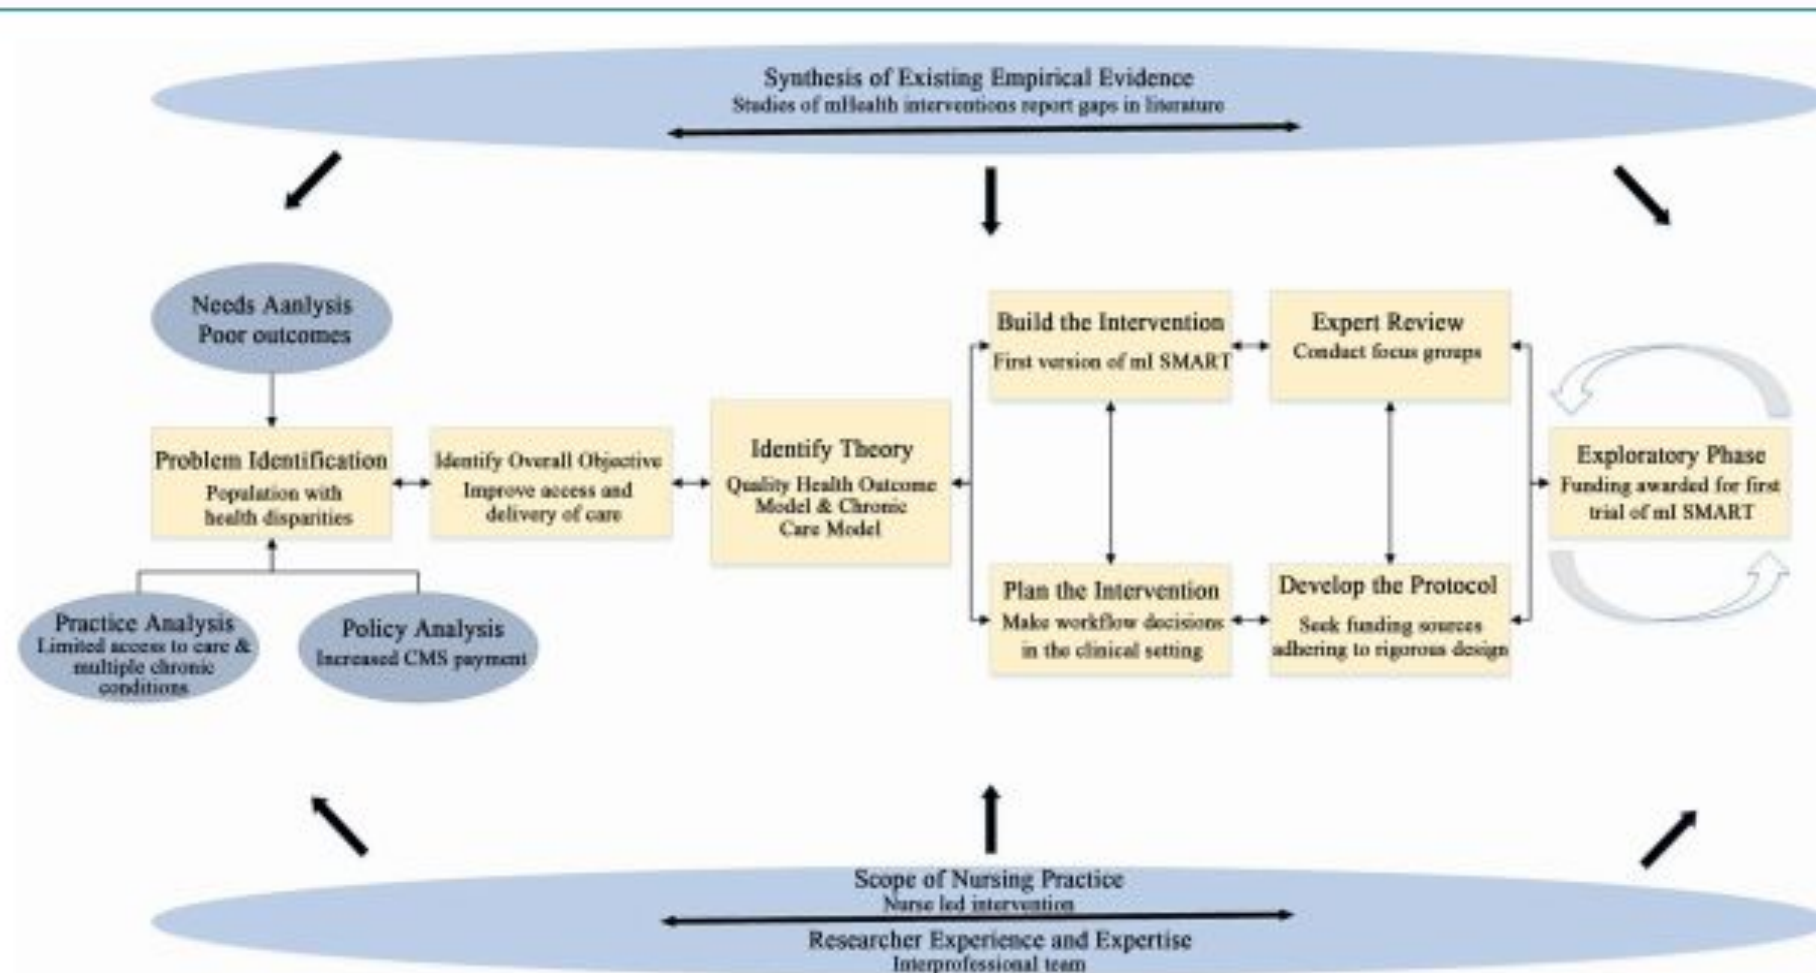 Synthesis of Existing Empirical Evidence
Studies of mHealth interventions report gaps in literature
Needs Aanlysis
Poor outcomes
Problem Identification
Population with
health disparities
Practice Analysis
Limited access to care &
multiple chronic
conditions
Policy Analysis
Increased CMS payment
Identify Overall Objective
Improve access and
delivery of care
Identify Theory
Quality Health Outcome
Model & Chronic
Care Model
Build the Intervention
First version of mI SMART
Expert Review
Conduct focus groups
Plan the Intervention
Make workflow decisions
in the clinical setting
Develop the Protocol
Seek funding sources
adhering to rigorous design
Exploratory Phase
Funding awarded for first
trial of mI SMART
Scope of Nursing Practice
Nurse led intervention
Researcher Experience and Expertise
Interprofessional team